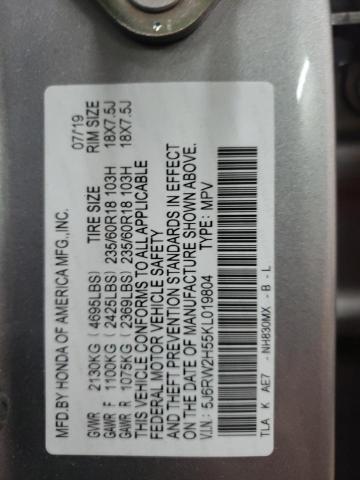 MFD.BY HONDA OF AMERICA MFG.,INC. 07/19
TIRE SIZE RIM SIZE
GVWR 2130KG ( 4695LBS)
GAWR F 1100KG ( 2425LBS) 235/60R18 103H 18X7.5J
GAWR R 1075KG ( 2369LBS) 235/60R18 103H 18X7.5J
THIS VEHICLE CONFORMS TO ALL APPLICABLE
FEDERAL MOTOR VEHICLE SAFETY
AND THEFT PREVENTION STANDARDS IN EFFECT
ON THE DATE OF MANUFACTURE SHOWN ABOVE.
V.I.N: 5J6RW2H55KL019804 TYPE: MPV
TLA K AE7 - NH830MX - B - L